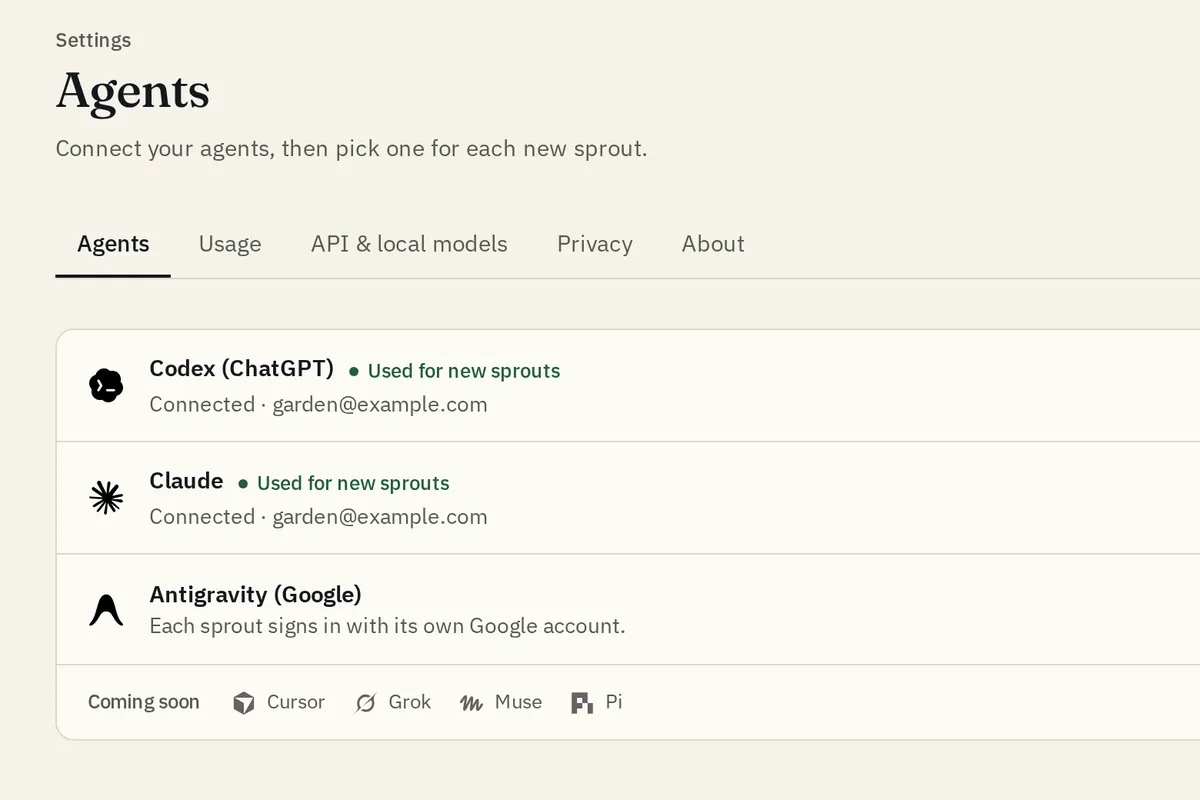 Settings
Agents
Connect your agents, then pick one for each new sprout.
Agents Usage API & local models Privacy About
Codex (ChatGPT) ● Used for new sprouts
Connected · garden@example.com
Claude ● Used for new sprouts
Connected · garden@example.com
Antigravity (Google)
Each sprout signs in with its own Google account.
Coming soon Cursor Grok Muse Pi